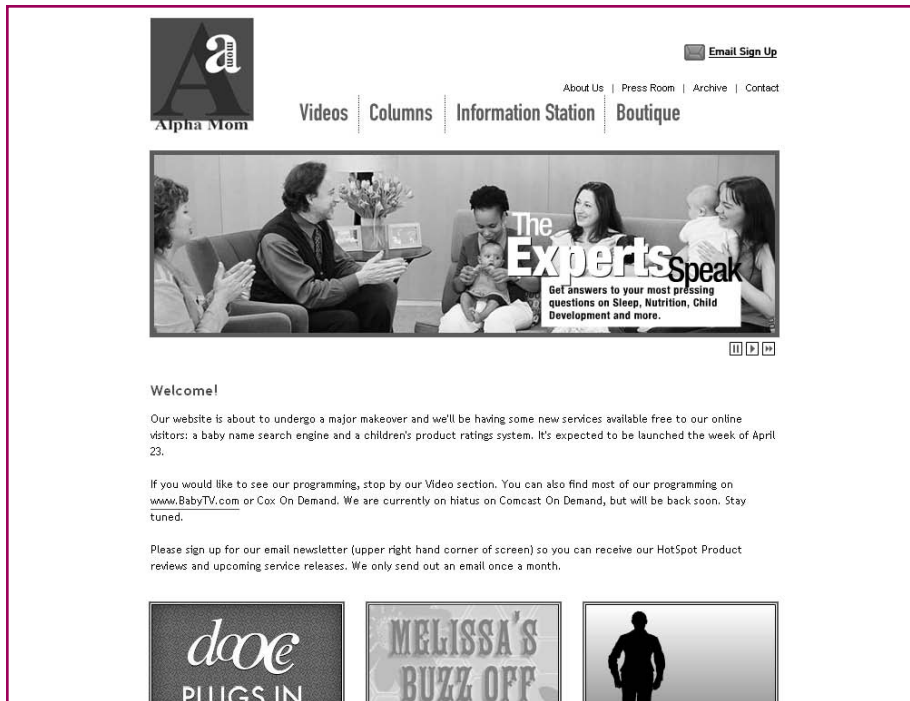 a
mom
A
Alpha Mom
Email Sign Up
About Us | Press Room | Archive | Contact
Videos
Columns
Information Station
Boutique
The
Experts
Speak
Get answers to your most pressing
questions on Sleep, Nutrition, Child
Development and more.
Welcome!
Our website is about to undergo a major makeover and we'll be having some new services available free to our online
visitors: a baby name search engine and a children's product ratings system. It's expected to be launched the week of April
23.
If you would like to see our programming, stop by our Video section. You can also find most of our programming on
www.BabyTV.com or Cox On Demand. We are currently on hiatus on Comcast On Demand, but will be back soon. Stay
tuned.
Please sign up for our email newsletter (upper right hand corner of screen) so you can receive our HotSpot Product
reviews and upcoming service releases. We only send out an email once a month.
dooce
PLUGS IN
MELISSA'S
BUZZ OFF